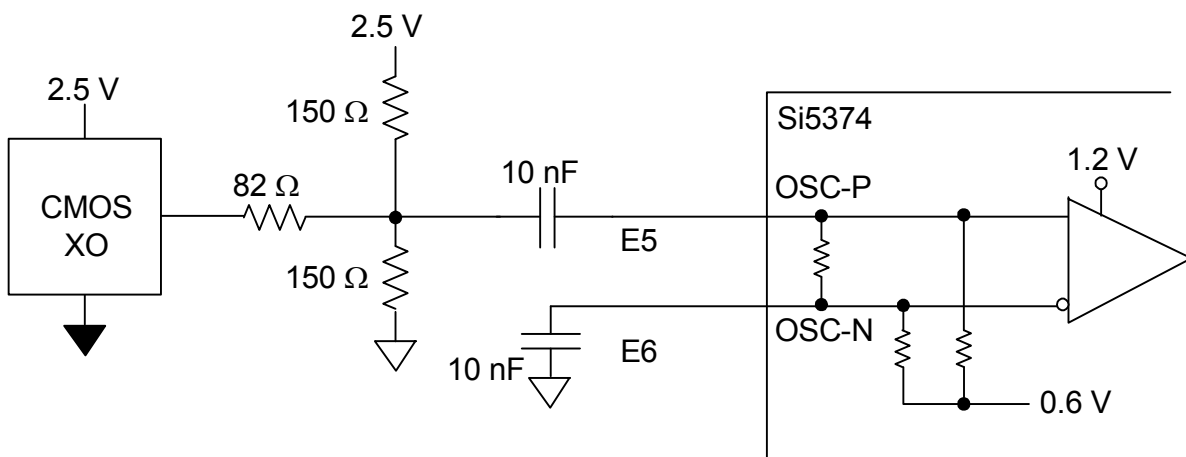 2.5 V
2.5 V
150 Ω
Si5374
1.2 V
10 nF
OSC-P
82 Ω
CMOS
XO
E5
150 Ω
OSC-N
E6
10 nF
0.6 V